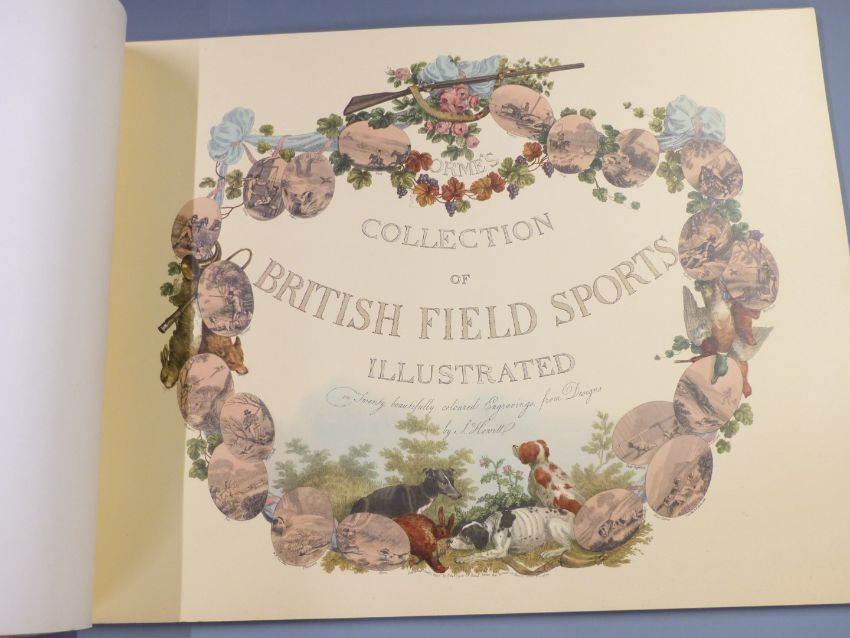 ORME'S
COLLECTION
OF
BRITISH FIELD SPORTS
ILLUSTRATED
in Twenty beautifully coloured Engravings, from Designs
by S. Howitt